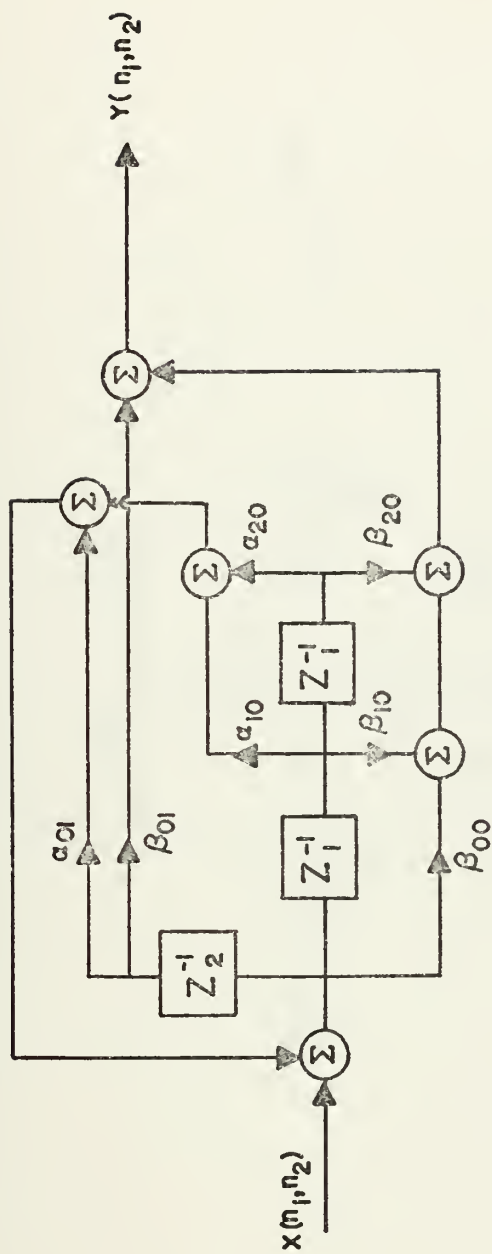 Y(n₁,n₂)
Σ
Σ
α₀₁
β₀₁
Σ
α₂₀
α₁₀
Z₂⁻¹
Z₁⁻¹
Z₁⁻¹
β₂₀
β₁₀
X(n₁,n₂)
Σ
Σ
Σ
β₀₀